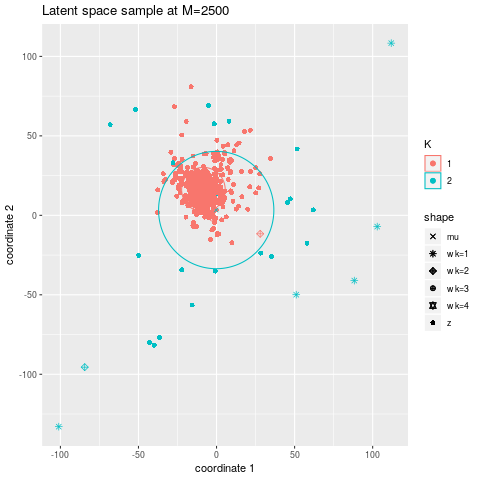 Latent space sample at M=2500
100
50
0
-50
-100
coordinate 2
-100
-50
0
50
100
coordinate 1
K
1
2
shape
mu
w k=1
w k=2
w k=3
w k=4
z